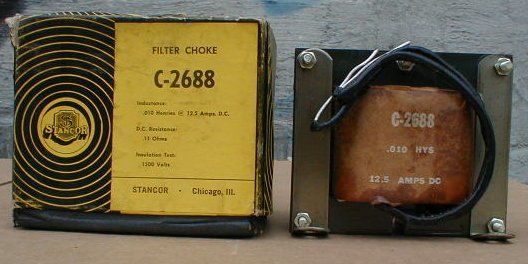 FILTER CHOKE
C-2688
Inductance:
.010 Henries @ 12.5 Amps. D.C.
D.C. Resistance:
.11 Ohms
Insulation Test:
1500 Volts
STANCOR · Chicago, Ill.
STANCOR
C-2688
.010 HYS
12.5 AMPS DC